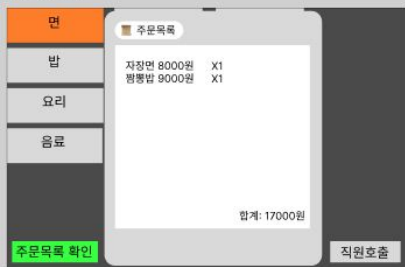 면
밥
요리
음료
주문목록 확인
주문목록
자장면 8000원 X1
짬뽕밥 9000원 X1
합계: 17000원
직원호출